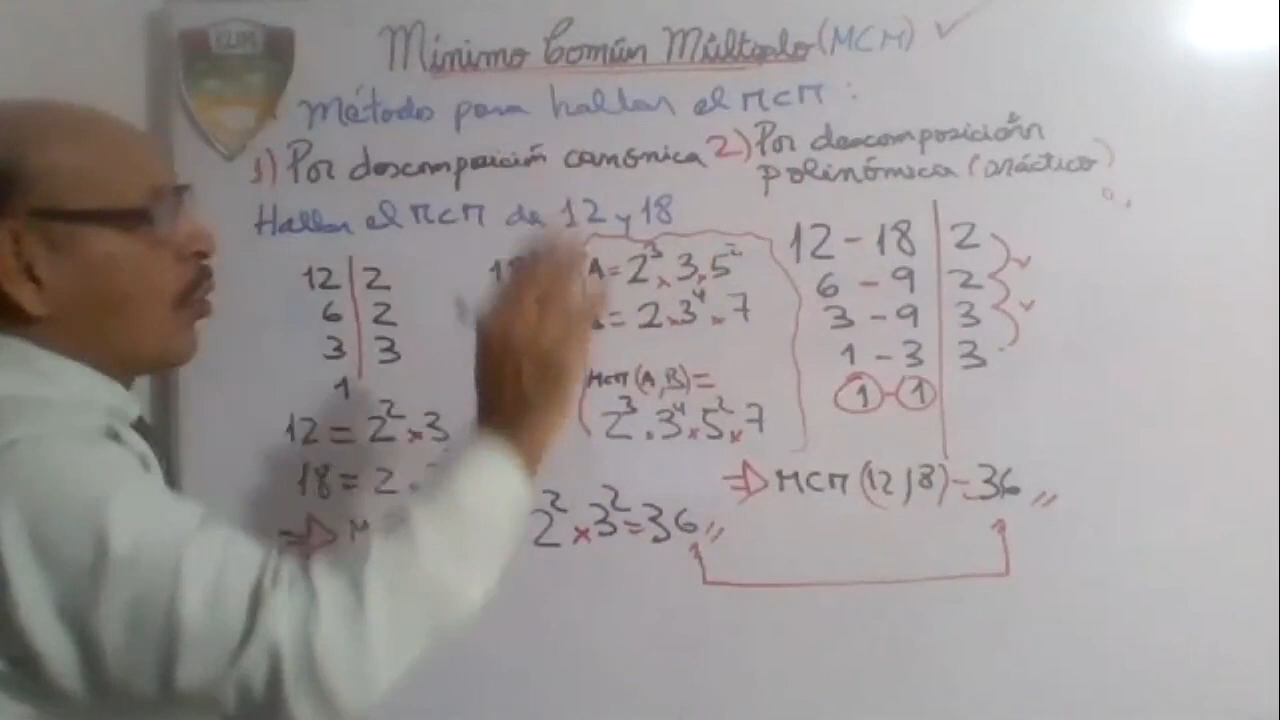 Mínimo Común Múltiplo (MCM)
Método para hallar el MCM:
1) Por descomposición canónica
2) Por descomposición
polinómica (práctico)
Hallar el MCM de 12 y 18
12 | 2
6 | 2
3 | 3
1
12 = 2² × 3
18 = 2 .
⇒ M
2² × 3² = 36 //
A = 2³ × 3 . 5²
= 2 . 3⁴ . 7
MCM (A, B) =
2³ . 3⁴ × 5² × 7
12 - 18 | 2
6 - 9 | 2
3 - 9 | 3
1 - 3 | 3
1 - 1
⇒ MCM (12, 18) = 36 //